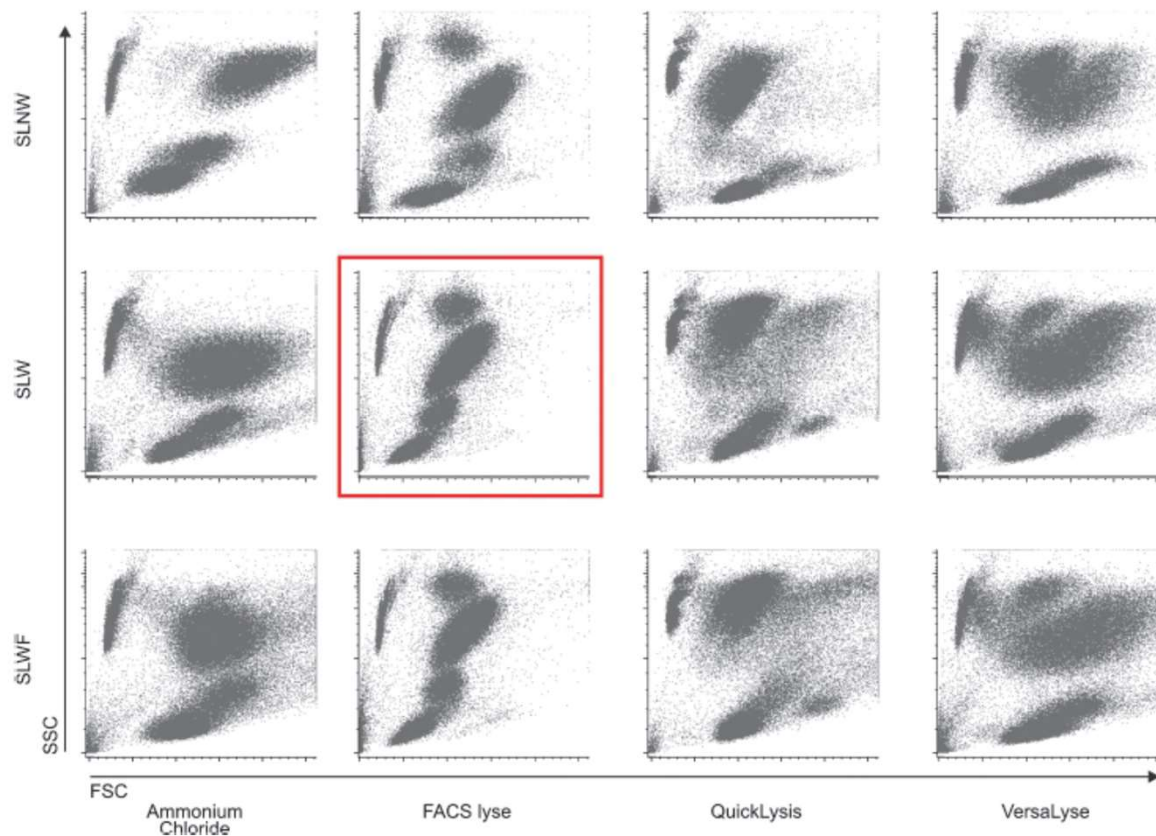 SLNW
SLW
SLWF
SSC
FSC
Ammonium
Chloride
FACS lyse
QuickLysis
VersaLyse